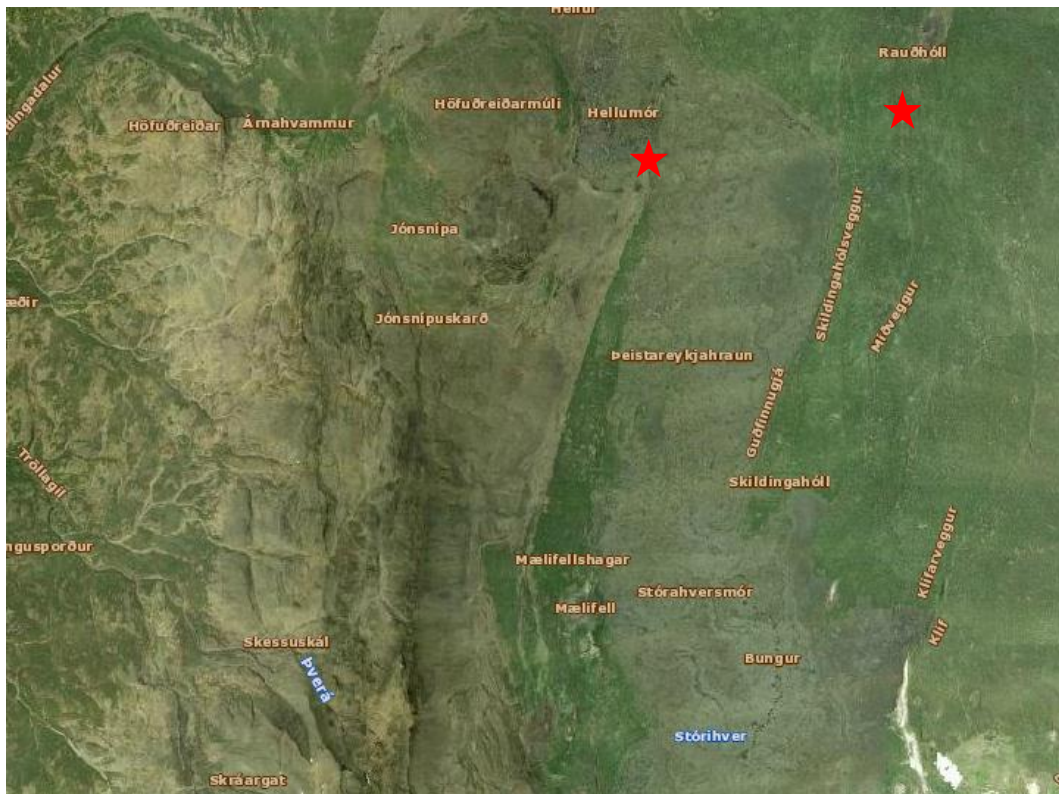 Rauðhóll
Höfuðreiðarmúli
Hellumór
Höfuðreiðar
Árnahvammur
Jónsnípa
Skildingahólsveggur
Miðveggur
Jónsnípuskarð
Þeistareykjahraun
Guðfinnugjá
Tröllagil
Skildingahóll
Mælifellshagar
Klifarveggur
Stórahversmór
Mælifell
Klif
Skessuskál
Bungur
Þverá
Stórihver
Skráargat